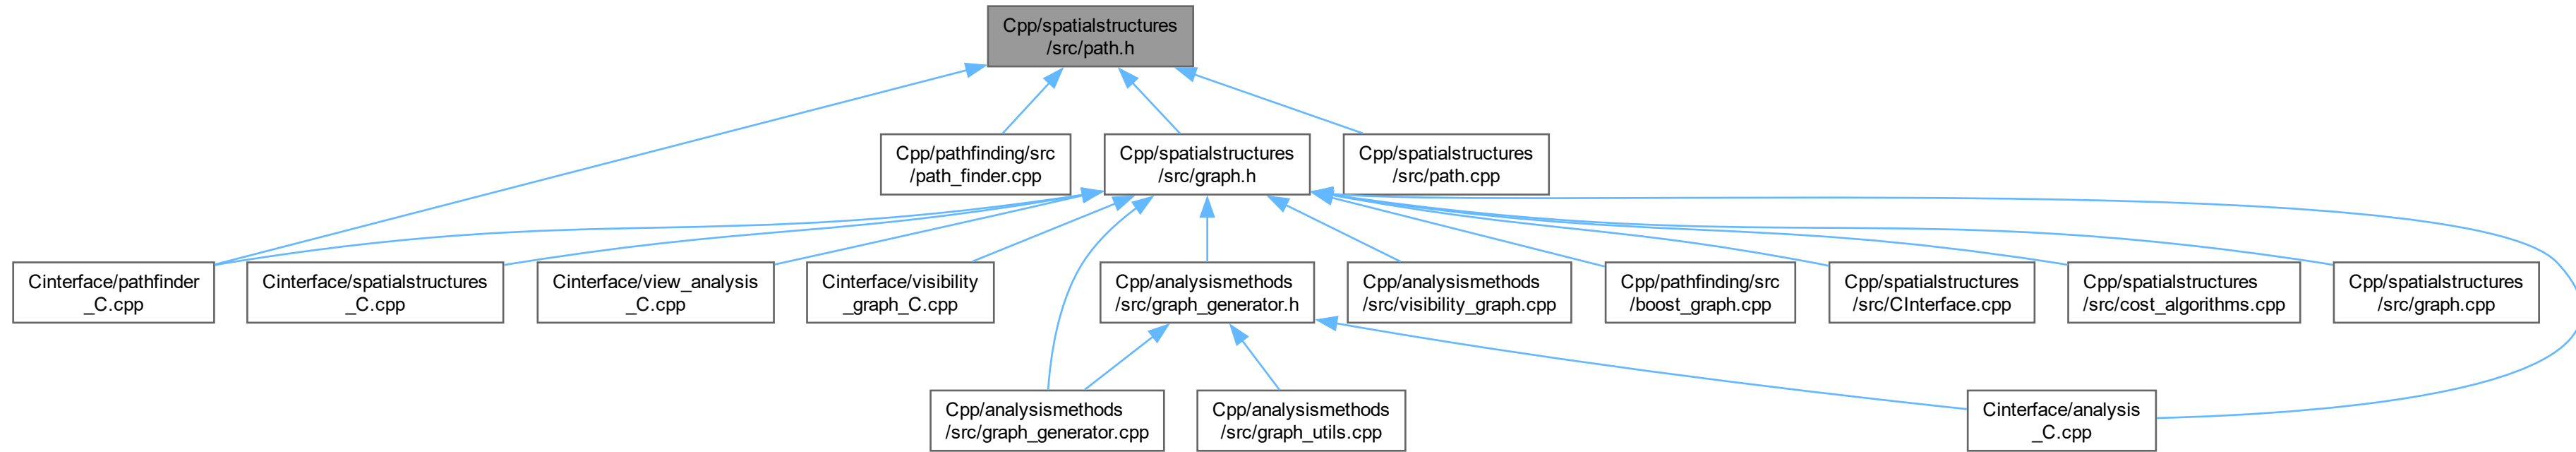 Cpp/spatialstructures
/src/path.h
Cpp/pathfinding/src
/path_finder.cpp
Cpp/spatialstructures
/src/graph.h
Cpp/spatialstructures
/src/path.cpp
Cinterface/pathfinder
_C.cpp
Cinterface/spatialstructures
_C.cpp
Cinterface/view_analysis
_C.cpp
Cinterface/visibility
_graph_C.cpp
Cpp/analysismethods
/src/graph_generator.h
Cpp/analysismethods
/src/visibility_graph.cpp
Cpp/pathfinding/src
/boost_graph.cpp
Cpp/spatialstructures
/src/CInterface.cpp
Cpp/spatialstructures
/src/cost_algorithms.cpp
Cpp/spatialstructures
/src/graph.cpp
Cpp/analysismethods
/src/graph_generator.cpp
Cpp/analysismethods
/src/graph_utils.cpp
Cinterface/analysis
_C.cpp